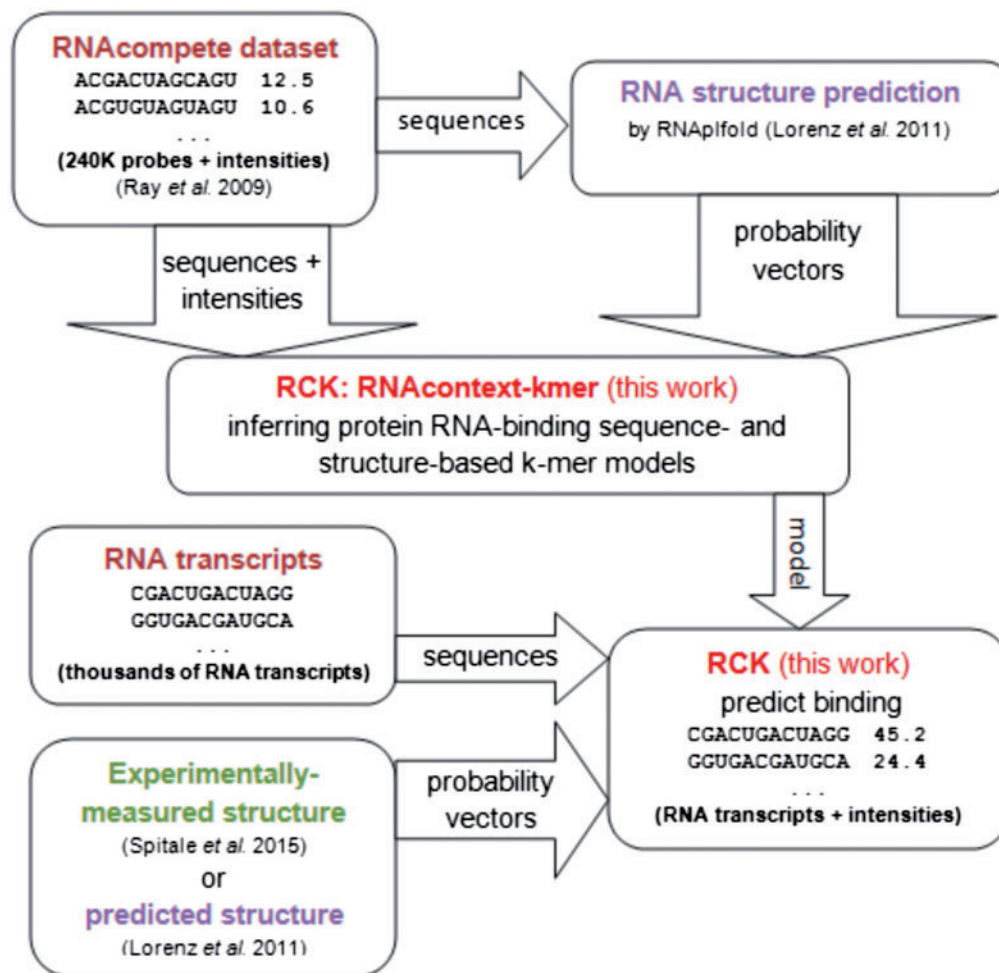 RNAcompete dataset
ACGACUAGCAGU 12.5
ACGUGUAGUAGU 10.6
...
(240K probes + intensities)
(Ray et al. 2009)
sequences
RNA structure prediction
by RNAplfold (Lorenz et al. 2011)
sequences +
intensities
probability
vectors
RCK: RNAcontext-kmer (this work)
inferring protein RNA-binding sequence- and
structure-based k-mer models
model
RNA transcripts
CGACUGACUAGG
GGUGACGAUGCA
...
(thousands of RNA transcripts)
sequences
Experimentally-
measured structure
(Spitale et al. 2015)
or
predicted structure
(Lorenz et al. 2011)
probability
vectors
RCK (this work)
predict binding
CGACUGACUAGG 45.2
GGUGACGAUGCA 24.4
...
(RNA transcripts + intensities)